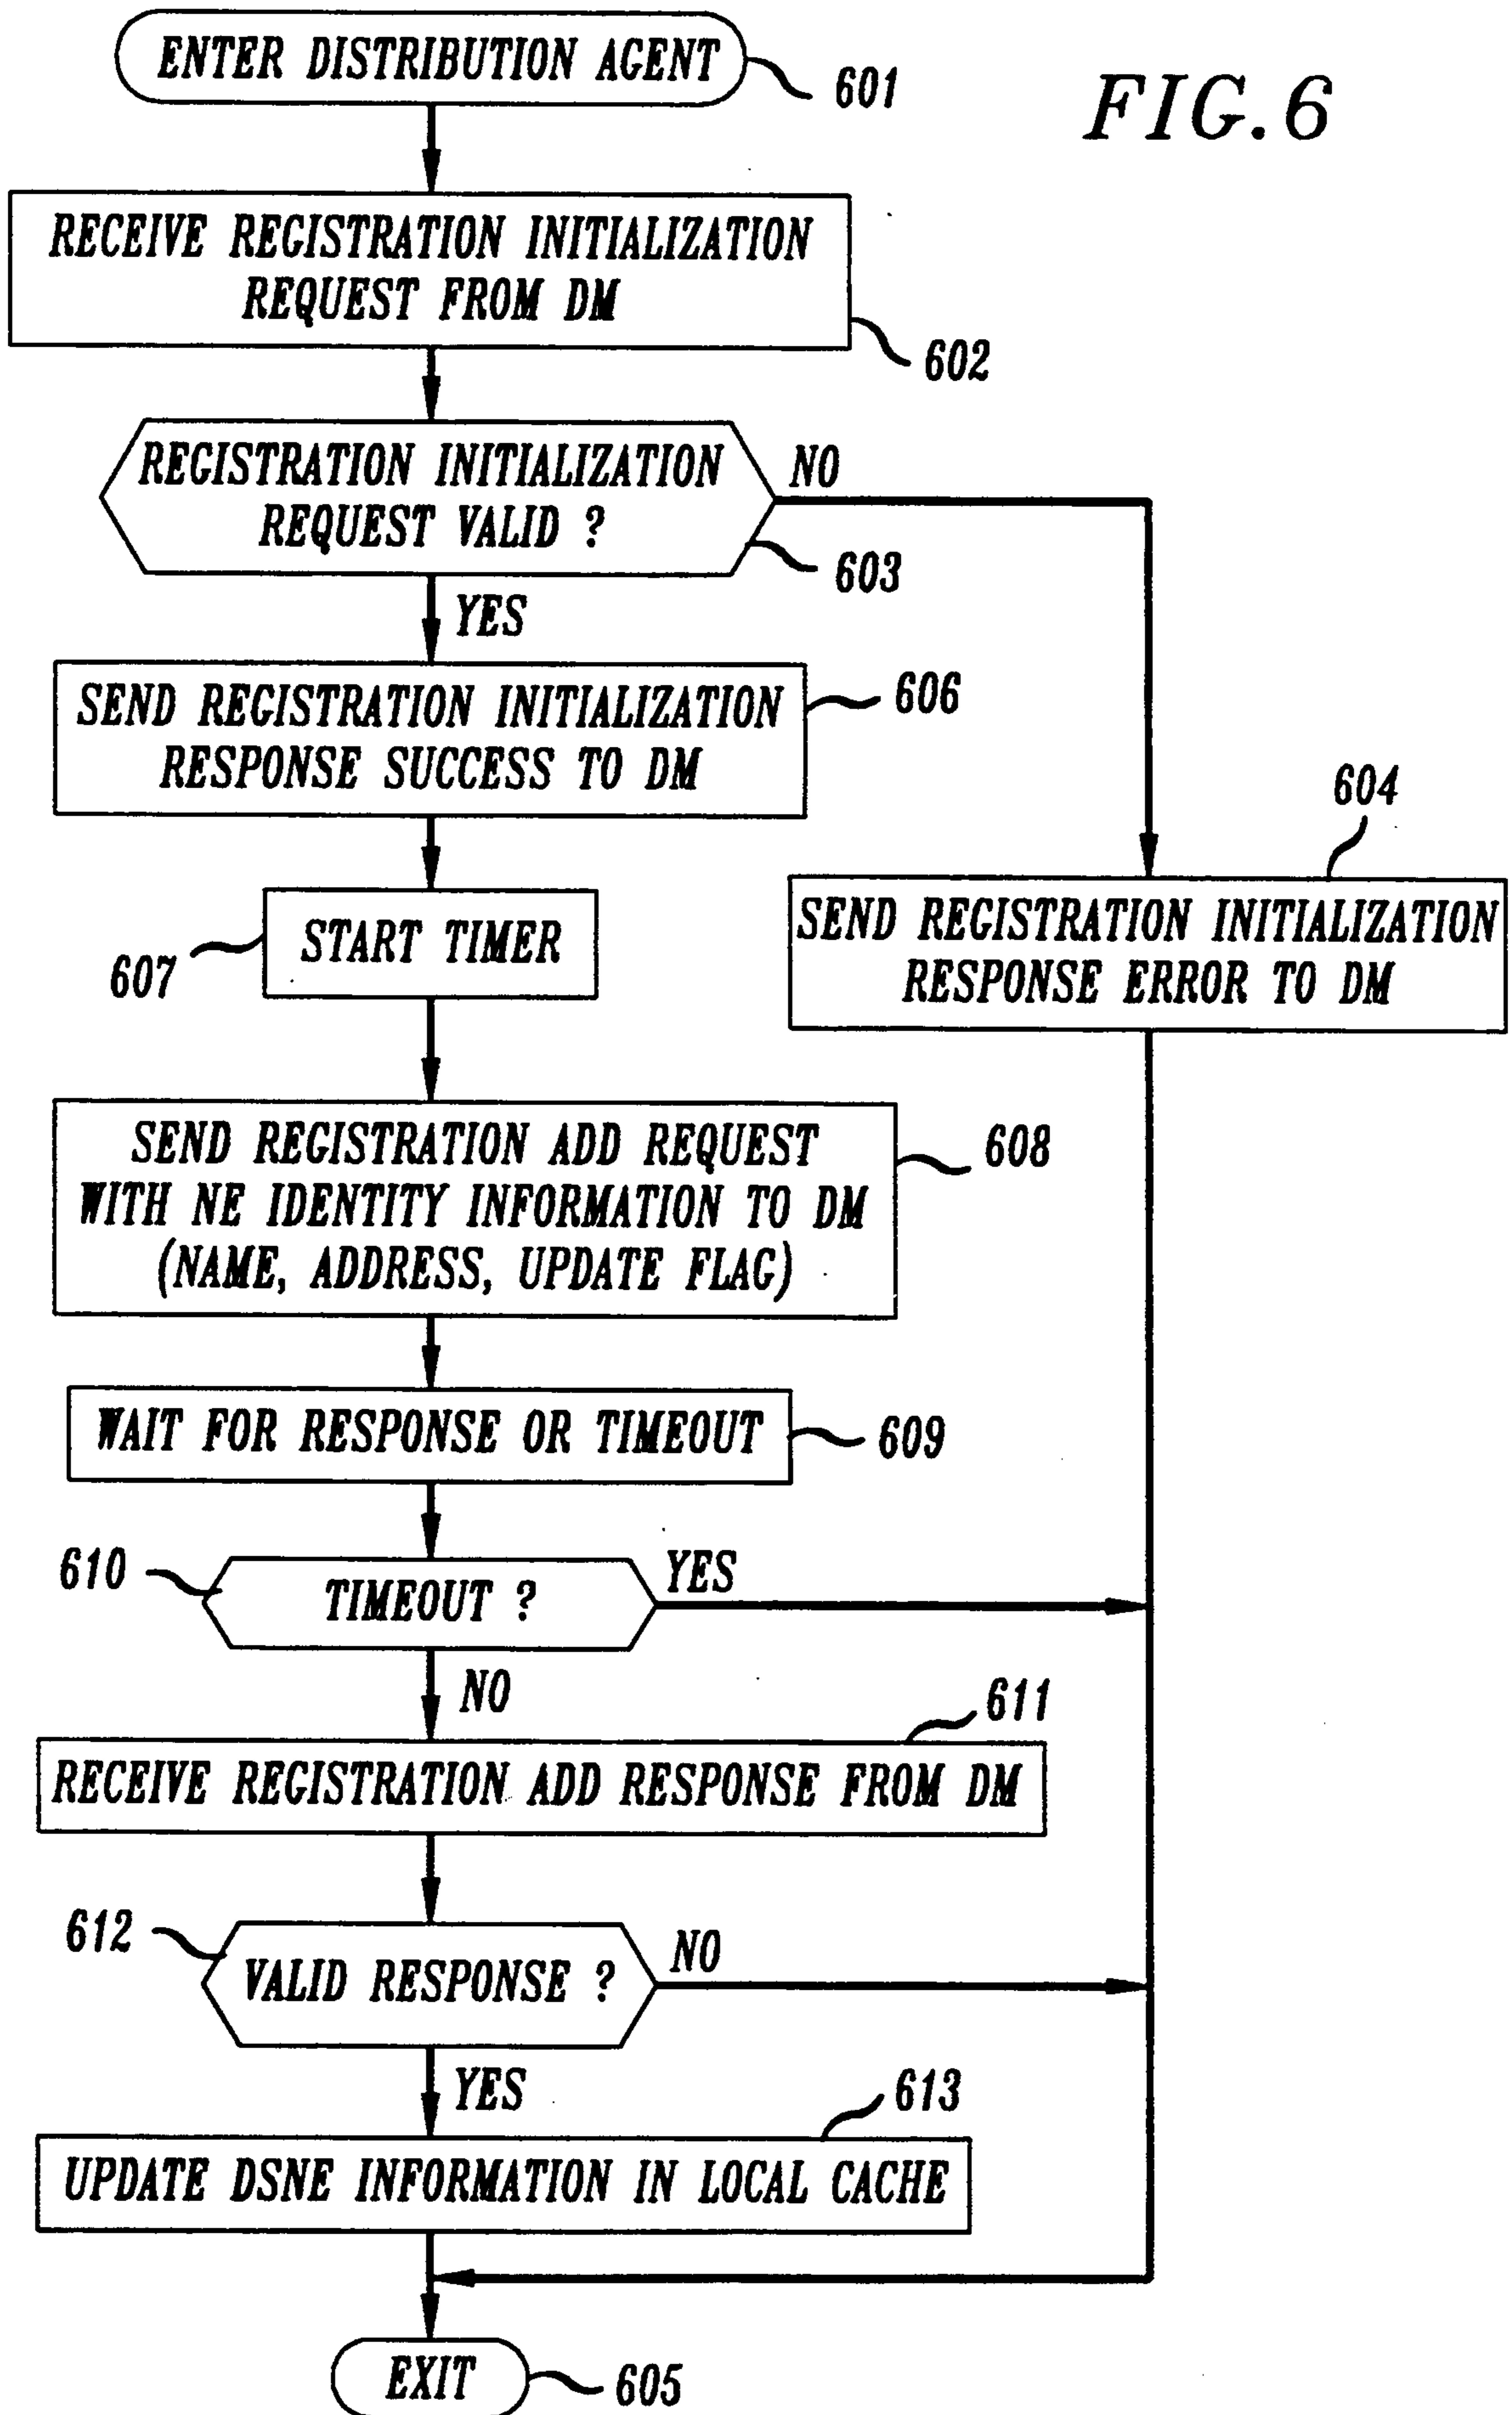 ENTER DISTRIBUTION AGENT
601
FIG.6
RECEIVE REGISTRATION INITIALIZATION
REQUEST FROM DM
602
REGISTRATION INITIALIZATION
REQUEST VALID ?
NO
603
YES
SEND REGISTRATION INITIALIZATION
RESPONSE SUCCESS TO DM
606
604
SEND REGISTRATION INITIALIZATION
RESPONSE ERROR TO DM
START TIMER
607
SEND REGISTRATION ADD REQUEST
WITH NE IDENTITY INFORMATION TO DM
(NAME, ADDRESS, UPDATE FLAG)
608
WAIT FOR RESPONSE OR TIMEOUT
609
610
TIMEOUT ?
YES
NO
611
RECEIVE REGISTRATION ADD RESPONSE FROM DM
612
VALID RESPONSE ?
NO
YES
613
UPDATE DSNE INFORMATION IN LOCAL CACHE
EXIT
605